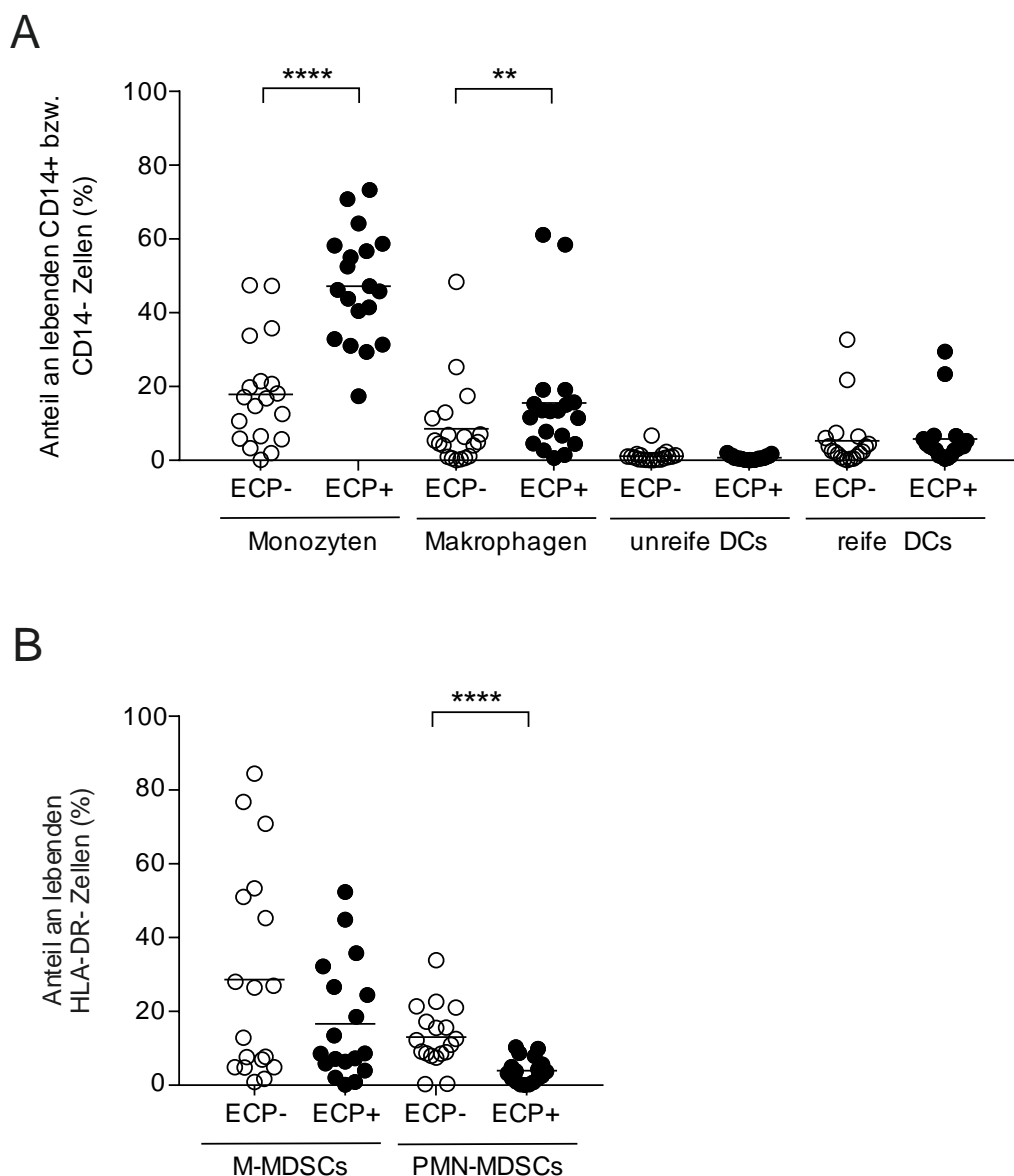 A
Anteil an lebenden CD14+ bzw.
CD14- Zellen (%)
100
80
60
40
20
0
****
**
ECP- ECP+ ECP- ECP+ ECP- ECP+ ECP- ECP+
Monozyten Makrophagen unreife DCs reife DCs
B
Anteil an lebenden
HLA-DR- Zellen (%)
100
80
60
40
20
0
****
ECP- ECP+ ECP- ECP+
M-MDSCs PMN-MDSCs